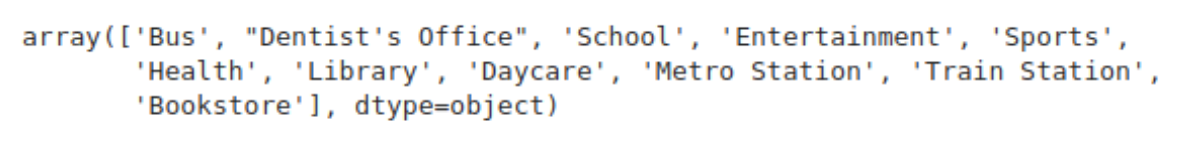 array(['Bus', "Dentist's Office", 'School', 'Entertainment', 'Sports',
'Health', 'Library', 'Daycare', 'Metro Station', 'Train Station',
'Bookstore'], dtype=object)